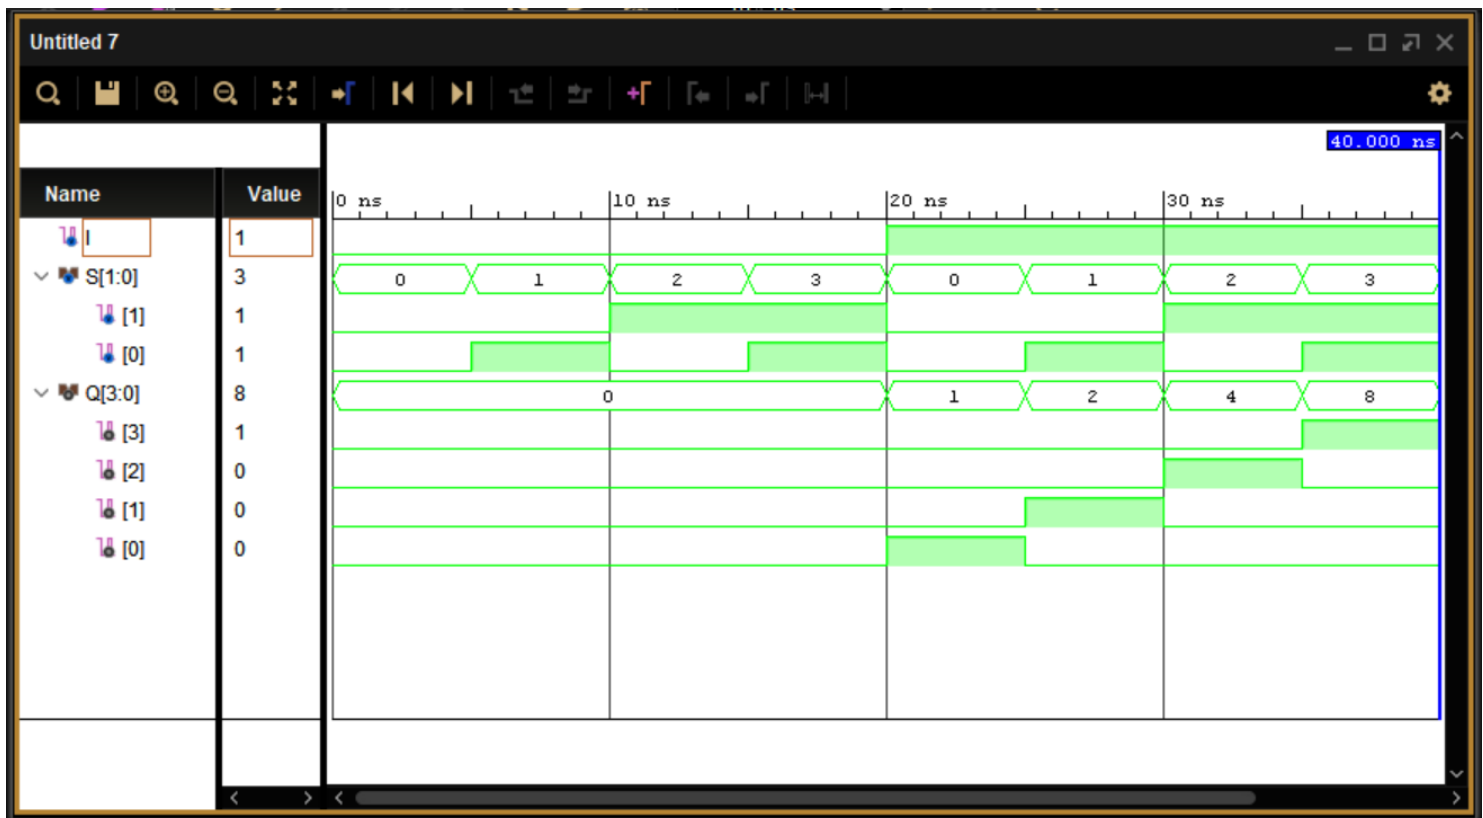 Untitled 7
40.000 ns
Name Value 0 ns 10 ns 20 ns 30 ns
I 1
S[1:0] 3 0 1 2 3 0 1 2 3
[1] 1
[0] 1
Q[3:0] 8 0 1 2 4 8
[3] 1
[2] 0
[1] 0
[0] 0